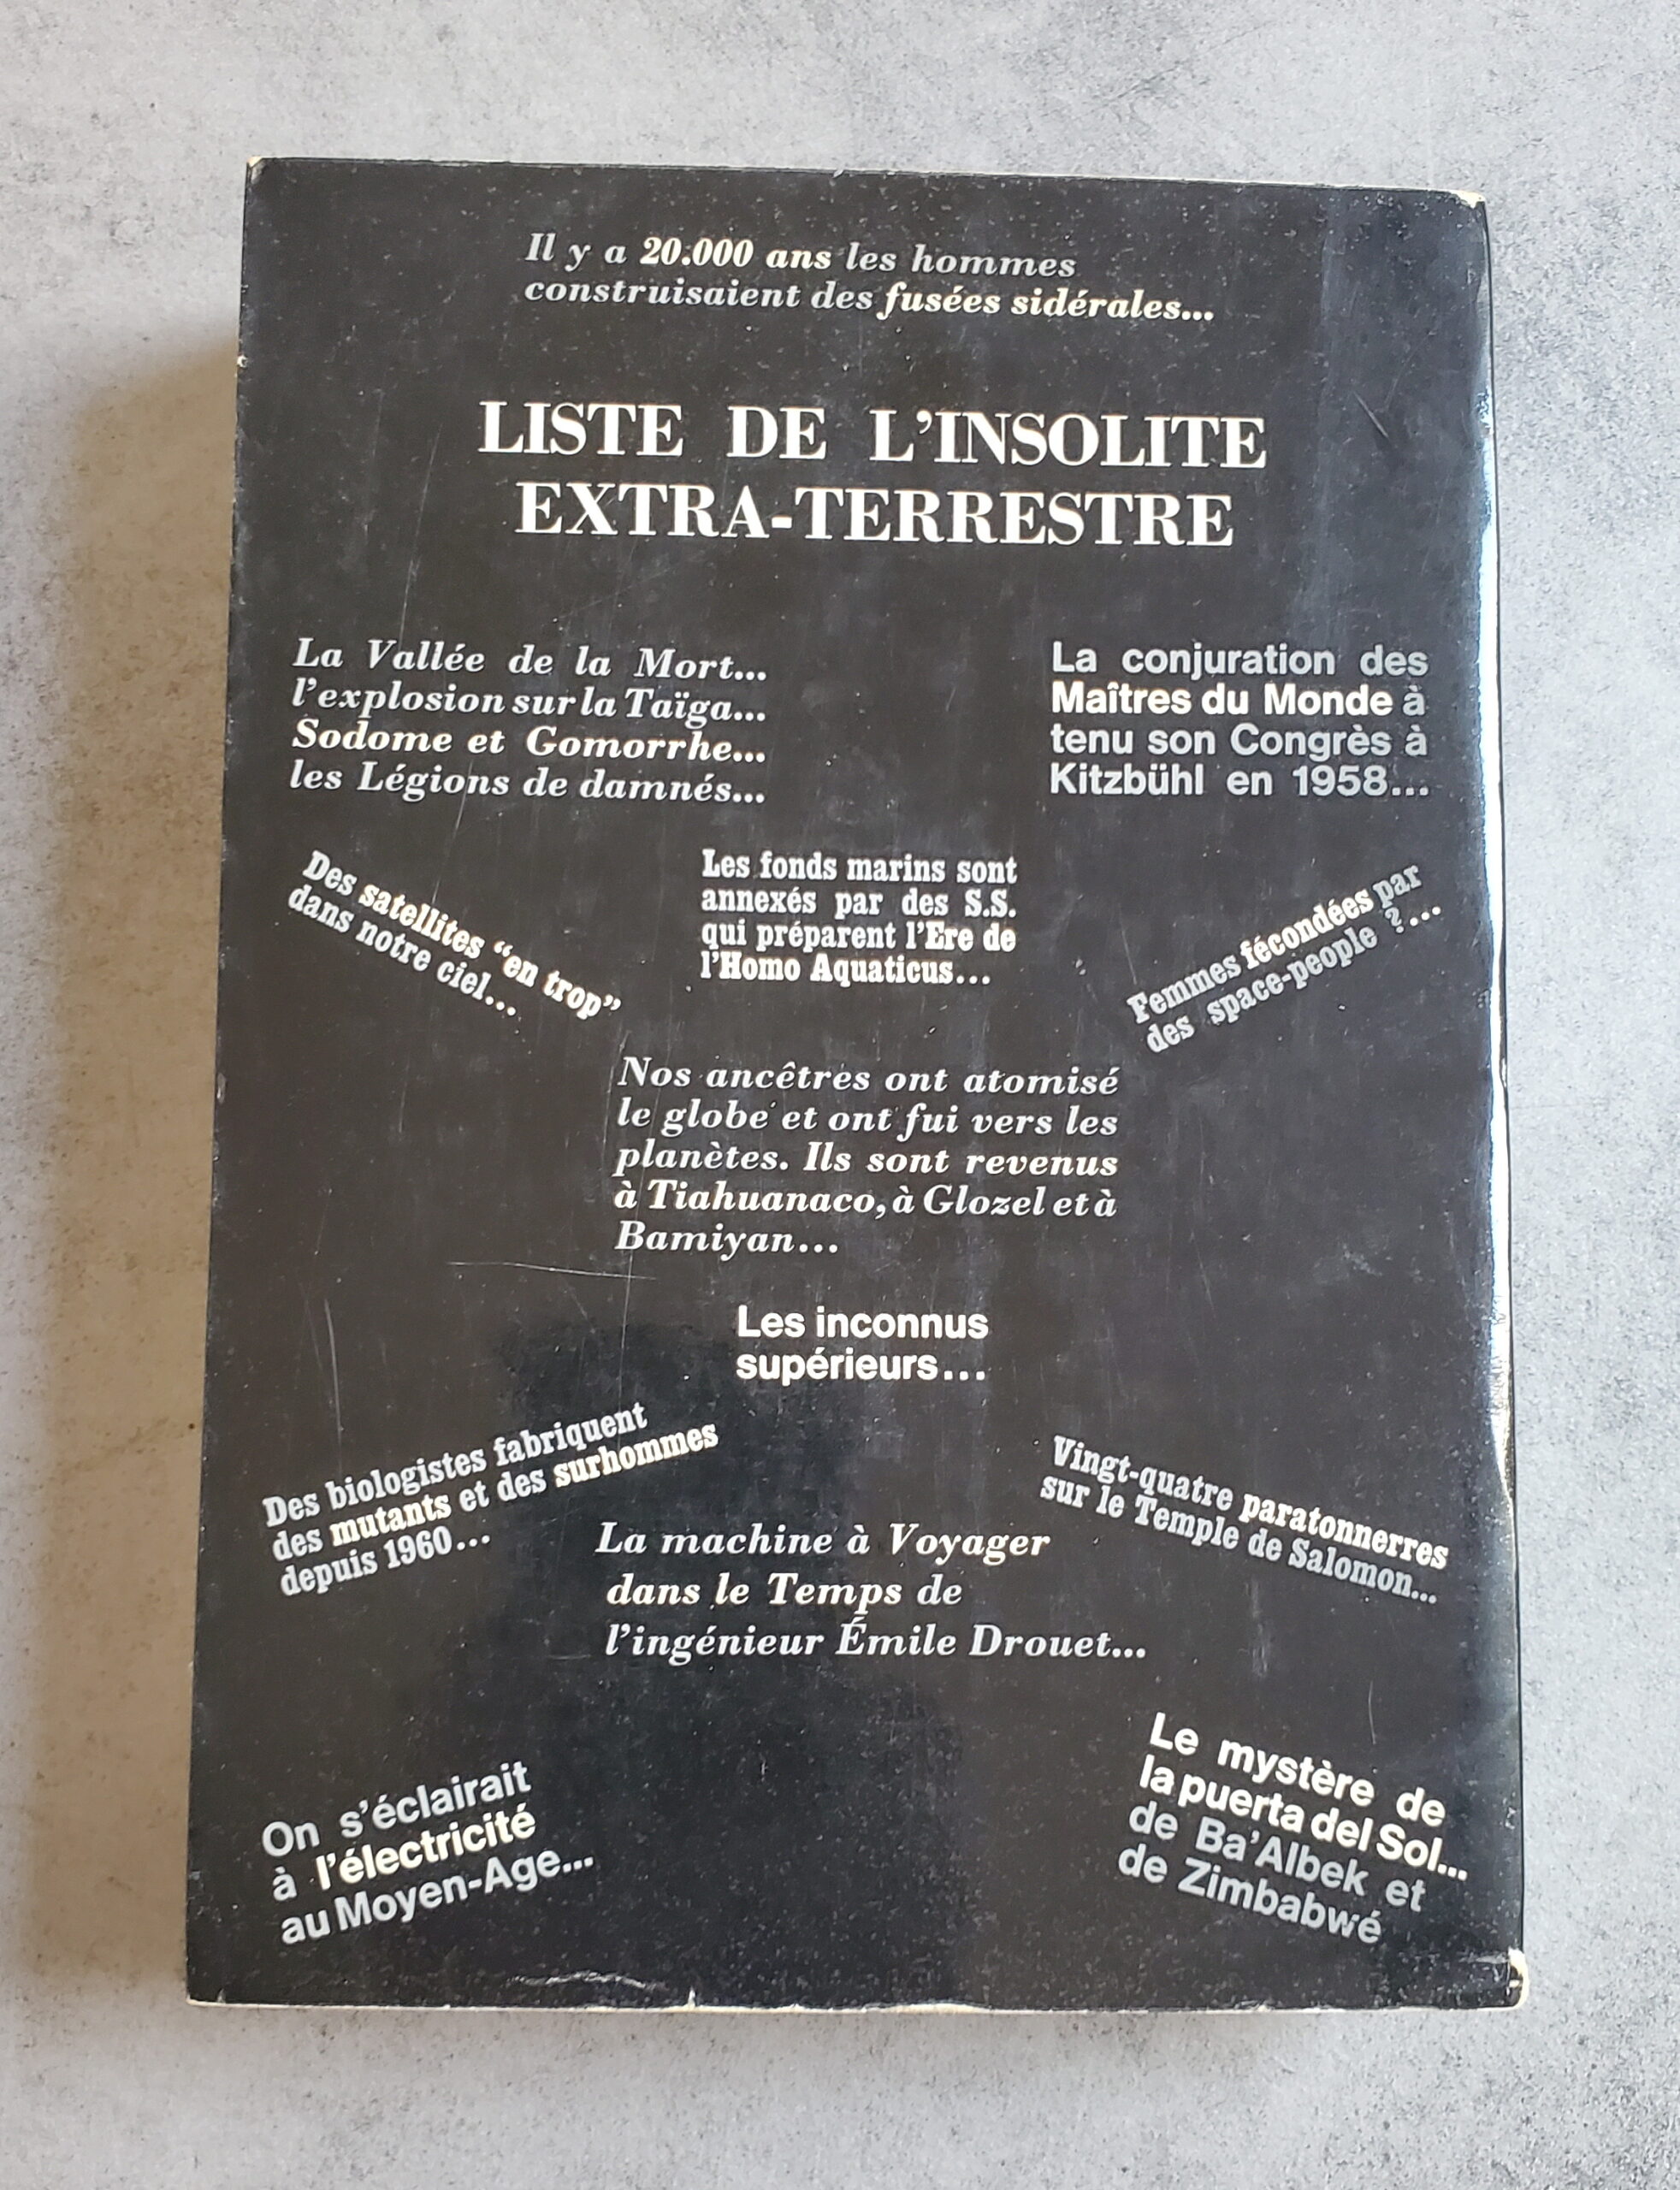 Il y a 20.000 ans les hommes
construisaient des fusées sidérales...
LISTE DE L'INSOLITE
EXTRA-TERRESTRE
La Vallée de la Mort...
l'explosion sur la Taïga...
Sodome et Gomorrhe...
les Légions de damnés...
La conjuration des
Maîtres du Monde à
tenu son Congrès à
Kitzbühl en 1958...
Des satellites “en trop”
dans notre ciel...
Les fonds marins sont
annexés par des S.S.
qui préparent l'Ere de
l'Homo Aquaticus...
Femmes fécondées par
des space-people ?...
Nos ancêtres ont atomisé
le globe et ont fui vers les
planètes. Ils sont revenus
à Tiahuanaco, à Glozel et à
Bamiyan...
Les inconnus
supérieurs...
Des biologistes fabriquent
des mutants et des surhommes
depuis 1960...
Vingt-quatre paratonnerres
sur le Temple de Salomon...
La machine à Voyager
dans le Temps de
l'ingénieur Émile Drouet...
On s'éclairait
à l'électricité
au Moyen-Age...
Le mystère de
la puerta del Sol...
de Ba'Albek et
de Zimbabwé